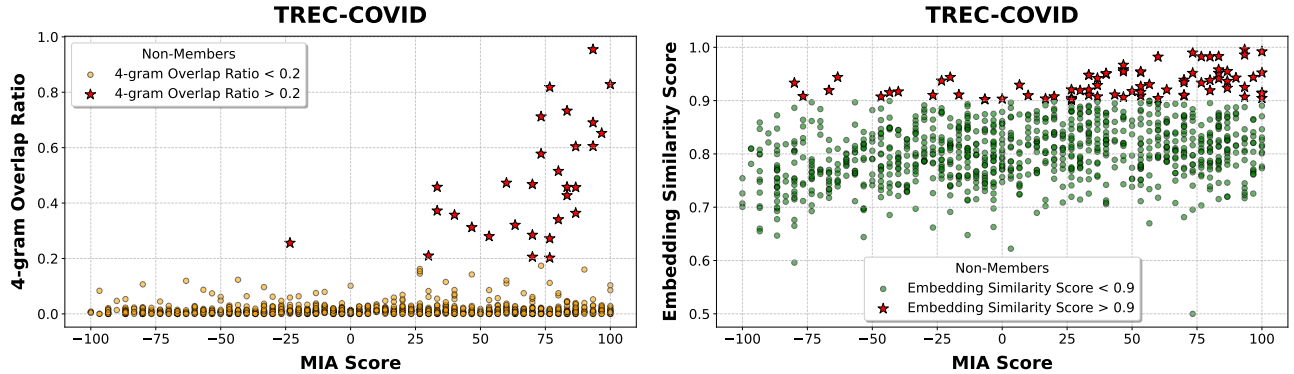 TREC-COVID
4-gram Overlap Ratio
1.0
0.8
0.6
0.4
0.2
0.0
Non-Members
4-gram Overlap Ratio < 0.2
4-gram Overlap Ratio > 0.2
−100
−75
−50
−25
0
25
50
75
100
MIA Score
TREC-COVID
Embedding Similarity Score
1.0
0.9
0.8
0.7
0.6
0.5
Non-Members
Embedding Similarity Score < 0.9
Embedding Similarity Score > 0.9
−100
−75
−50
−25
0
25
50
75
100
MIA Score